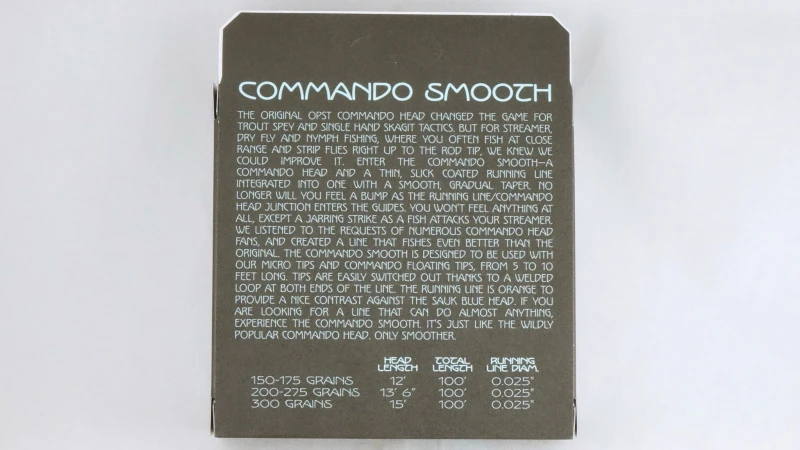 COMMANDO SMOOTH
THE ORIGINAL OPST COMMANDO HEAD CHANGED THE GAME FOR
TROUT SPEY AND SINGLE HAND SKAGIT TACTICS. BUT FOR STREAMER,
DRY FLY AND NYMPH FISHING, WHERE YOU OFTEN FISH AT CLOSE
RANGE AND STRIP FLIES RIGHT UP TO THE ROD TIP, WE KNEW WE
COULD IMPROVE IT. ENTER THE COMMANDO SMOOTH—A
COMMANDO HEAD AND A THIN, SLICK COATED RUNNING LINE
INTEGRATED INTO ONE WITH A SMOOTH, GRADUAL TAPER. NO
LONGER WILL YOU FEEL A BUMP AS THE RUNNING LINE/COMMANDO
HEAD JUNCTION ENTERS THE GUIDES. YOU WON'T FEEL ANYTHING AT
ALL, EXCEPT A JARRING STRIKE AS A FISH ATTACKS YOUR STREAMER.
WE LISTENED TO THE REQUESTS OF NUMEROUS COMMANDO HEAD
FANS, AND CREATED A LINE THAT FISHES EVEN BETTER THAN THE
ORIGINAL. THE COMMANDO SMOOTH IS DESIGNED TO BE USED WITH
OUR MICRO TIPS AND COMMANDO FLOATING TIPS, FROM 5 TO 10
FEET LONG. TIPS ARE EASILY SWITCHED OUT THANKS TO A WELDED
LOOP AT BOTH ENDS OF THE LINE. THE RUNNING LINE IS ORANGE TO
PROVIDE A NICE CONTRAST AGAINST THE SAUK BLUE HEAD. IF YOU
ARE LOOKING FOR A LINE THAT CAN DO ALMOST ANYTHING,
EXPERIENCE THE COMMANDO SMOOTH. IT'S JUST LIKE THE WILDLY
POPULAR COMMANDO HEAD. ONLY SMOOTHER.
HEAD TOTAL RUNNING
LENGTH LENGTH LINE DIAM.
150-175 GRAINS 12' 100' 0.025"
200-275 GRAINS 13' 6" 100' 0.025"
300 GRAINS 15' 100' 0.025"